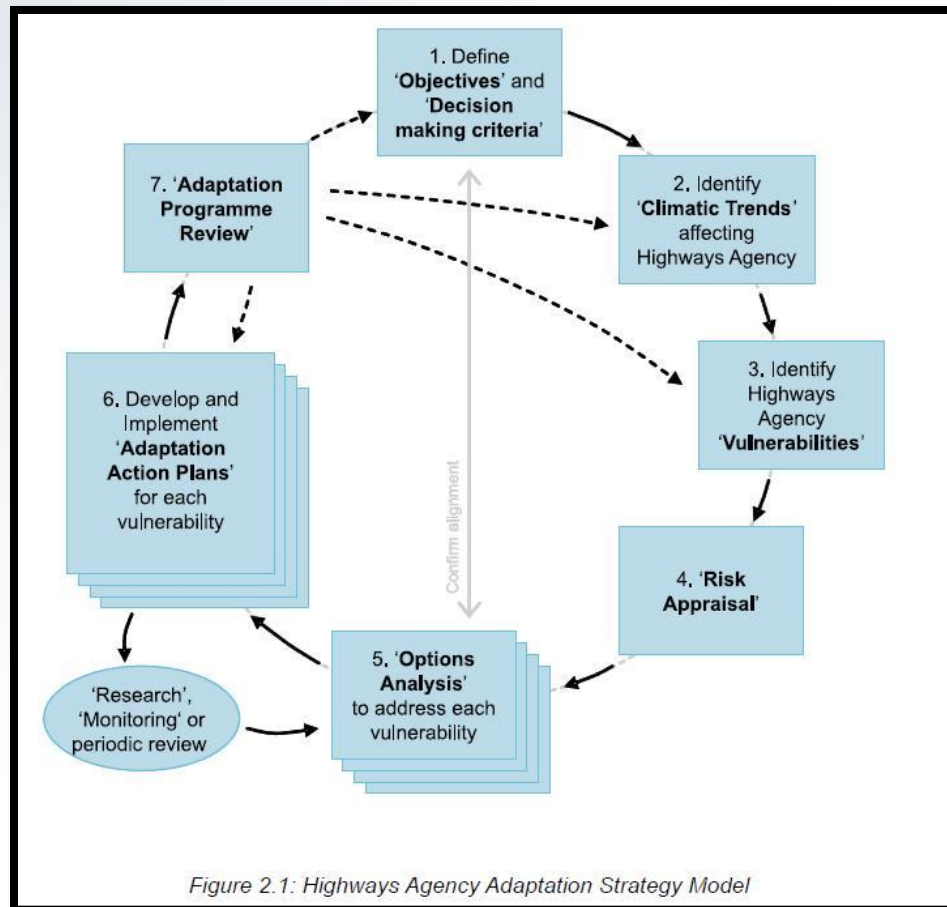 1. Define
‘Objectives’ and
‘Decision
making criteria’
2. Identify
‘Climatic Trends’
affecting
Highways Agency
3. Identify
Highways
Agency
‘Vulnerabilities’
4. ‘Risk
Appraisal’
5. ‘Options
Analysis’
to address each
vulnerability
6. Develop and
Implement
‘Adaptation
Action Plans’
for each
vulnerability
‘Research’,
‘Monitoring‘ or
periodic review
7. ‘Adaptation
Programme
Review’
Confirm alignment
Figure 2.1: Highways Agency Adaptation Strategy Model